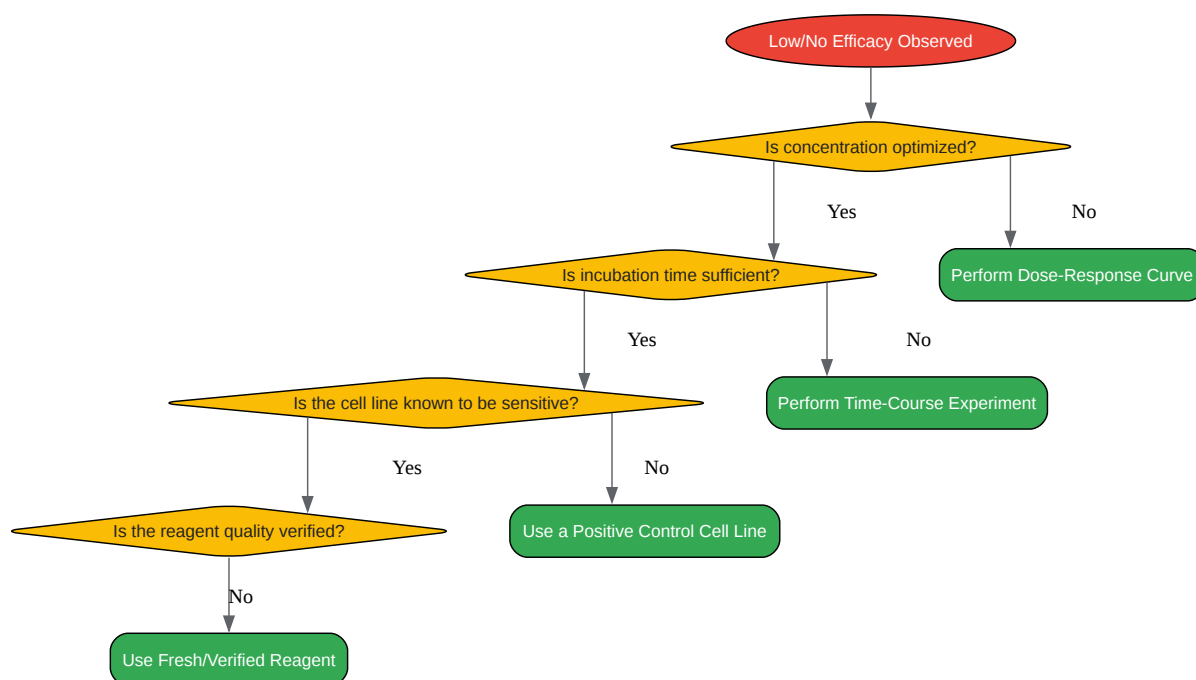 Low/No Efficacy Observed
Is concentration optimized?
Yes
No
Is incubation time sufficient?
Perform Dose-Response Curve
Yes
No
Is the cell line known to be sensitive?
Perform Time-Course Experiment
Yes
No
Is the reagent quality verified?
Use a Positive Control Cell Line
No
Use Fresh/Verified Reagent